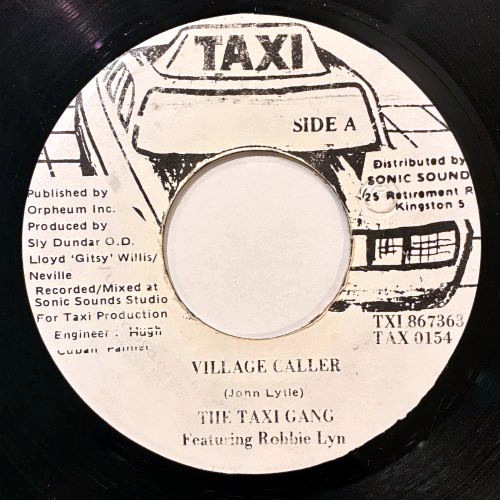 TAXI
SIDE A
Distributed by
SONIC SOUND
25 Retirement R
Kingston 5
Published by
Orpheum Inc.
Produced by
Sly Dundar O.D.
Lloyd 'Gitsy' Willis/
Neville
Recorded/Mixed at
Sonic Sounds Studio
For Taxi Production
Engineer : Hugh
Cuban Palmer
TXI 867363
TAX 0154
VILLAGE CALLER
(John Lytle)
THE TAXI GANG
Featuring Robbie Lyn